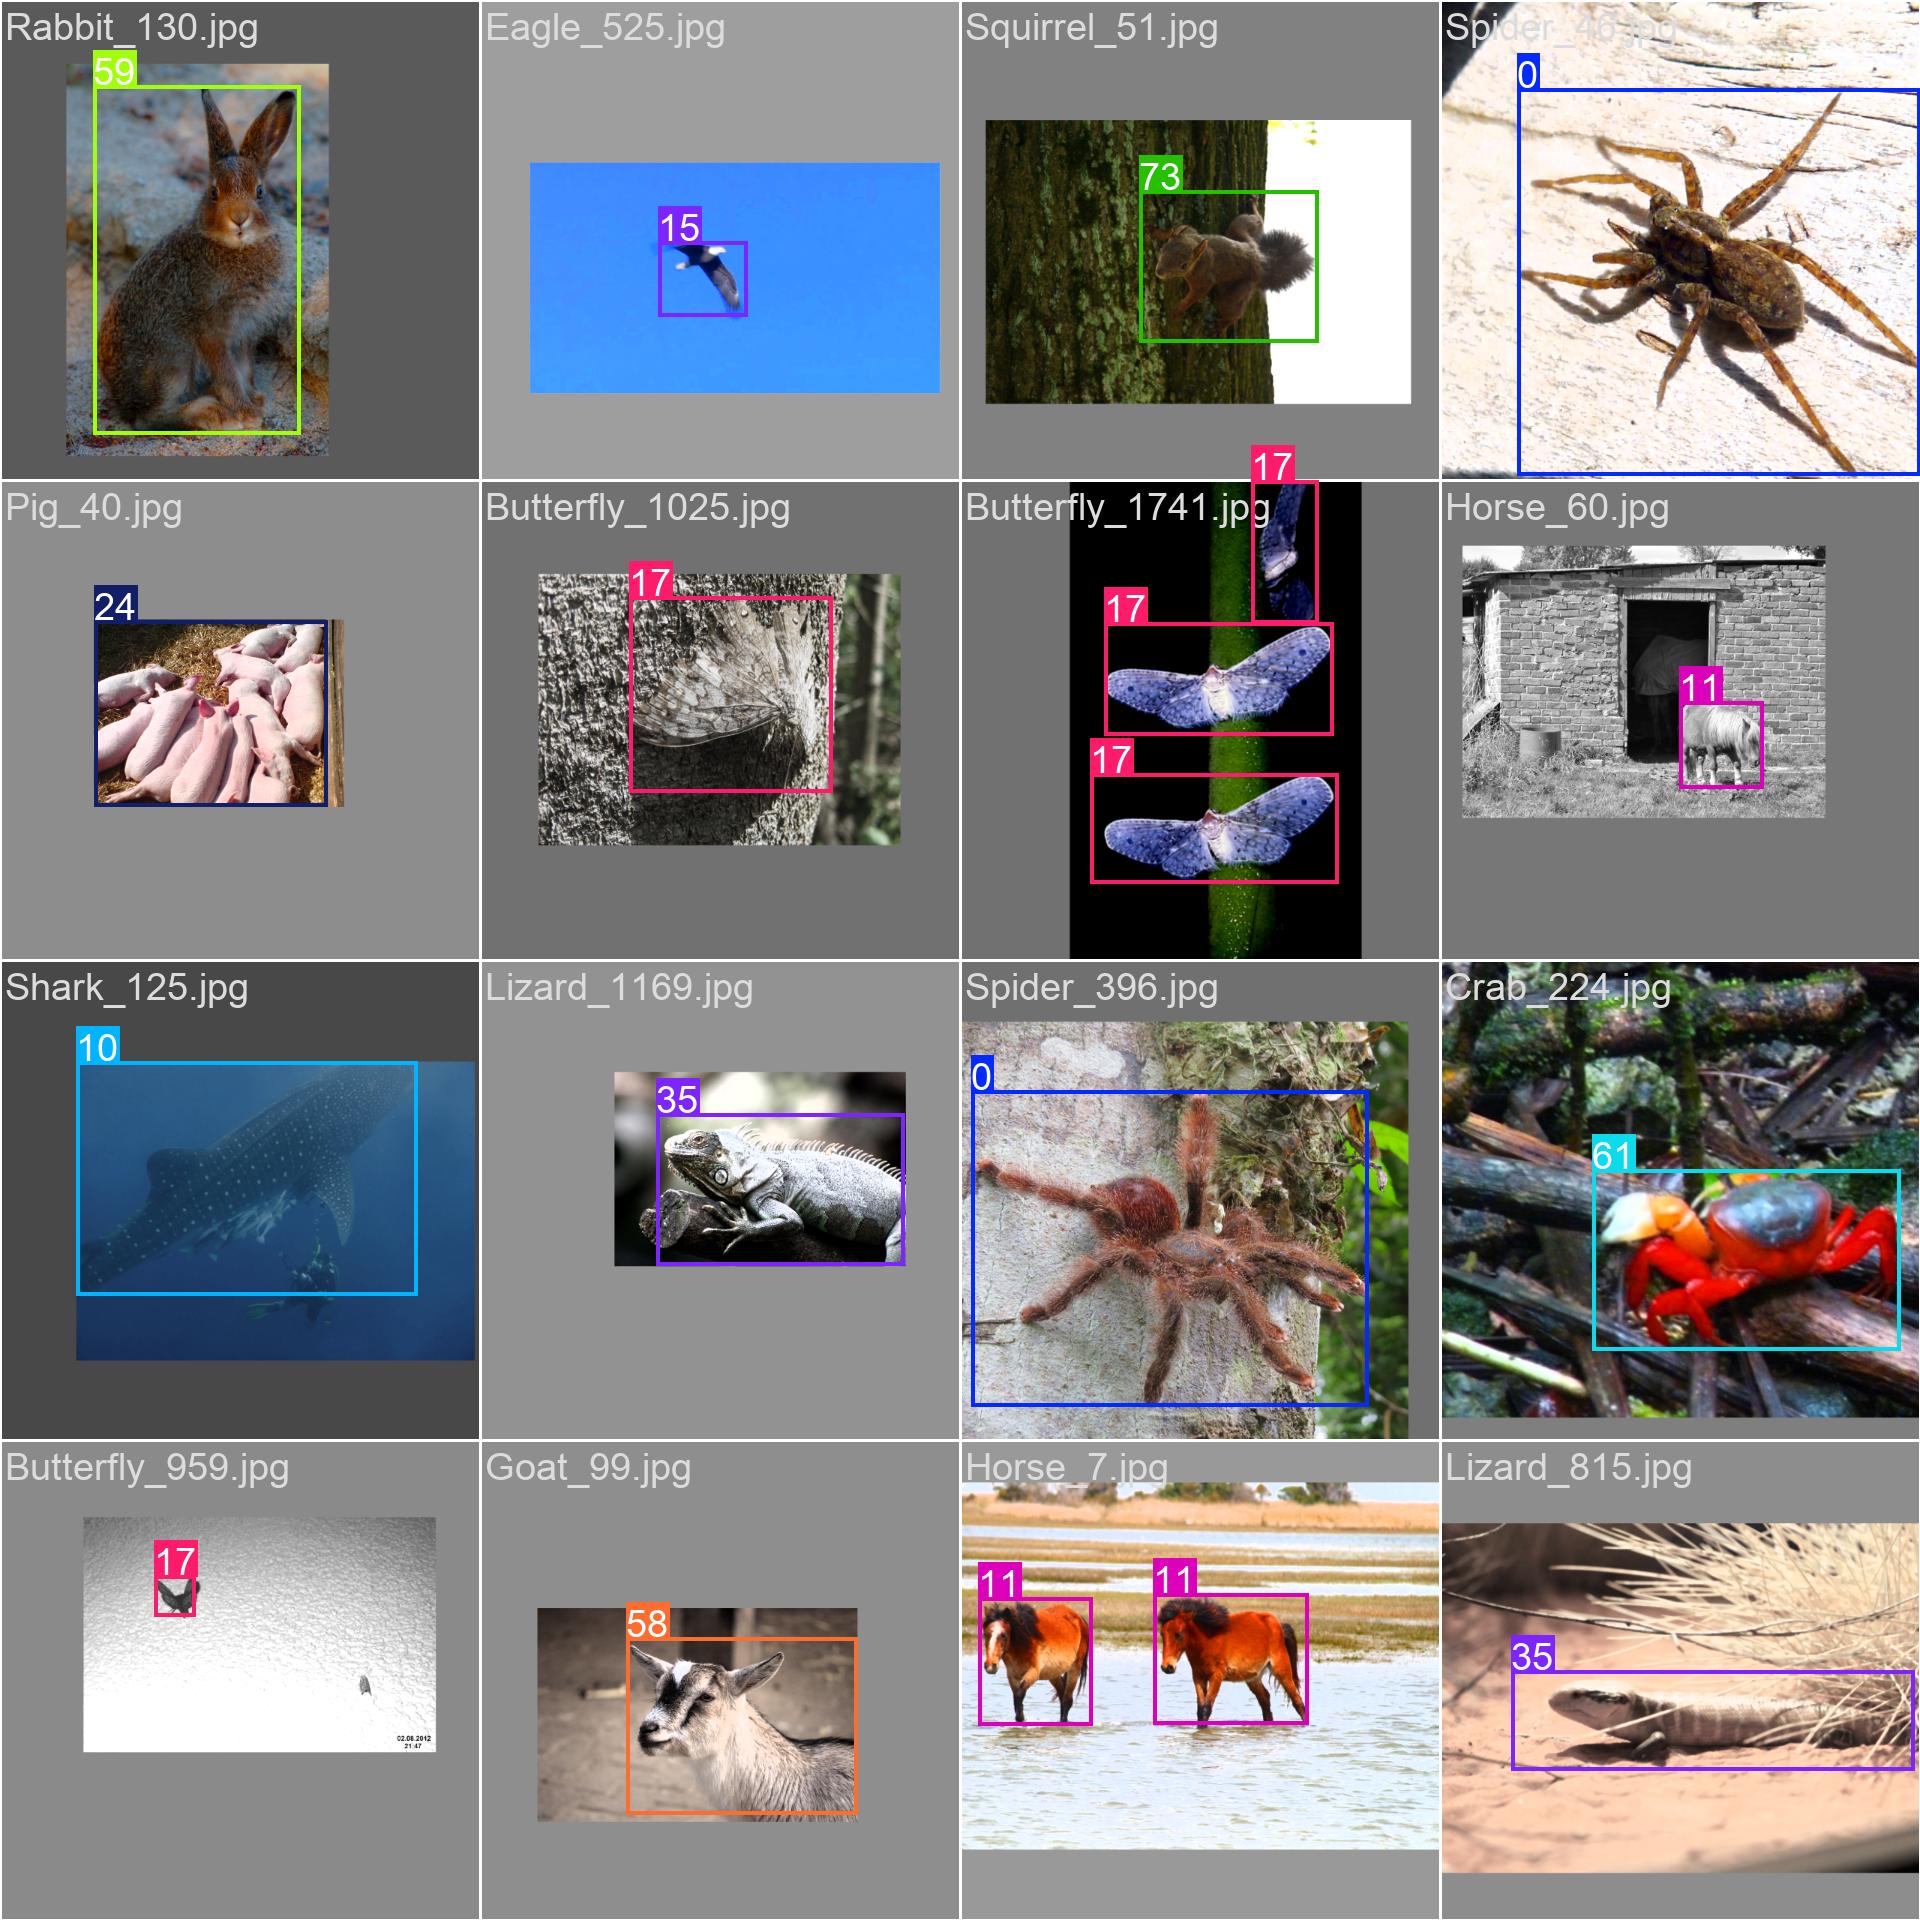 Rabbit_130.jpg
59
Eagle_525.jpg
15
Squirrel_51.jpg
73
Spider_46.jpg
0
Pig_40.jpg
24
Butterfly_1025.jpg
17
Butterfly_1741.jpg
17
17
17
Horse_60.jpg
11
Shark_125.jpg
10
Lizard_1169.jpg
35
Spider_396.jpg
0
Crab_224.jpg
61
Butterfly_959.jpg
17
02.08.2012
21:47
Goat_99.jpg
58
Horse_7.jpg
11
11
Lizard_815.jpg
35